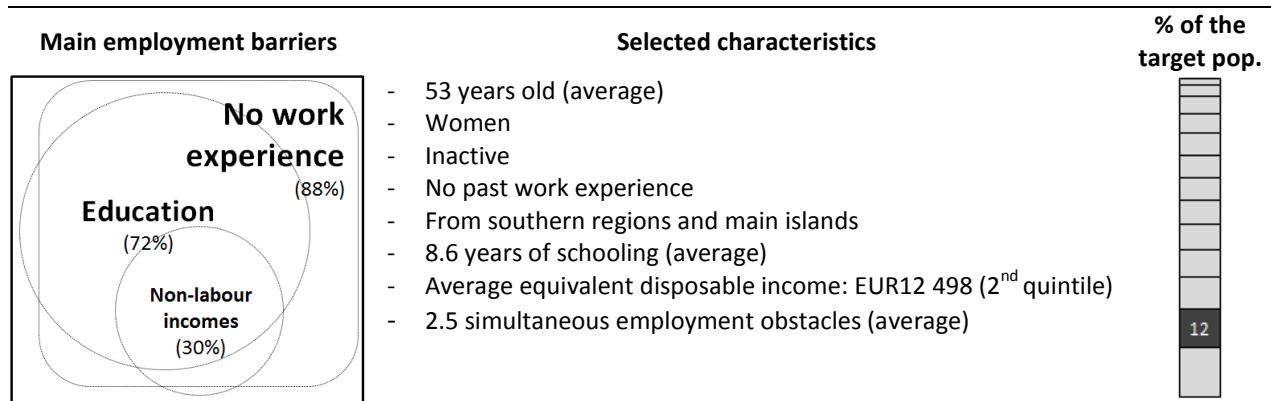 Main employment barriers
Selected characteristics
% of the
target pop.
No work
experience
(88%)
Education
(72%)
Non-labour
incomes
(30%)
- 53 years old (average)
- Women
- Inactive
- No past work experience
- From southern regions and main islands
- 8.6 years of schooling (average)
- Average equivalent disposable income: EUR12 498 (2nd quintile)
- 2.5 simultaneous employment obstacles (average)
12